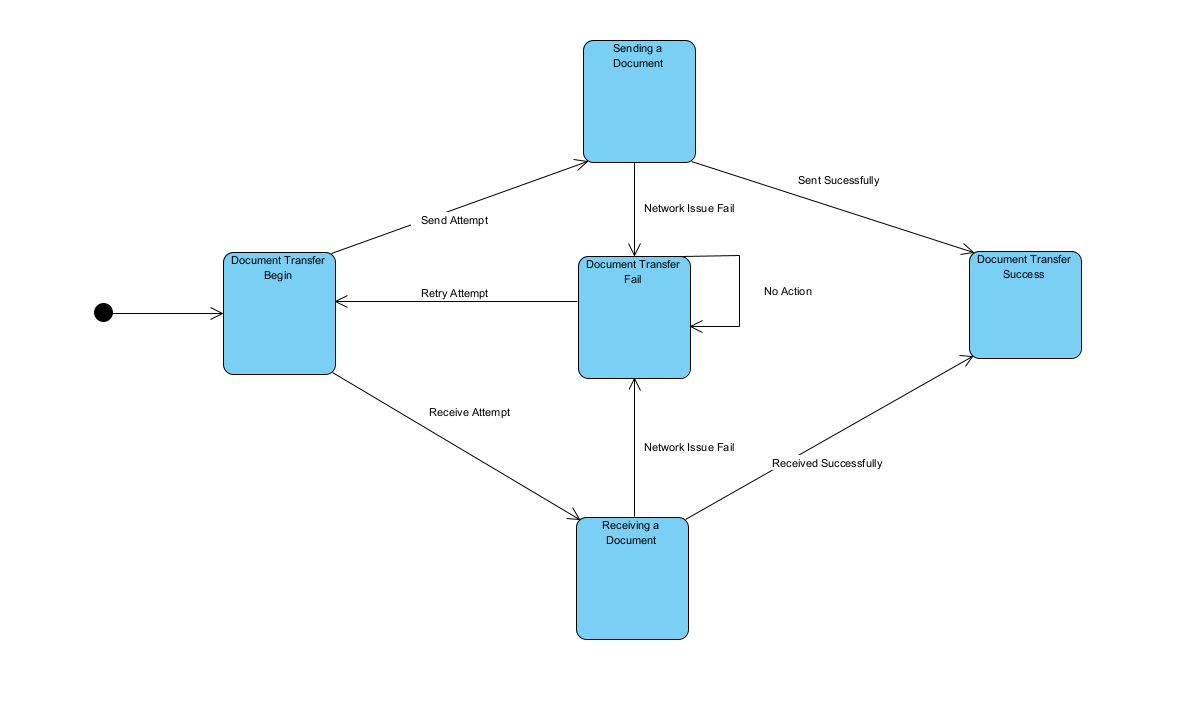 Sending a
Document
Sent Sucessfully
Network Issue Fail
Send Attempt
Document Transfer
Begin
Document Transfer
Fail
Document Transfer
Success
Retry Attempt
No Action
Receive Attempt
Network Issue Fail
Received Successfully
Receiving a
Document